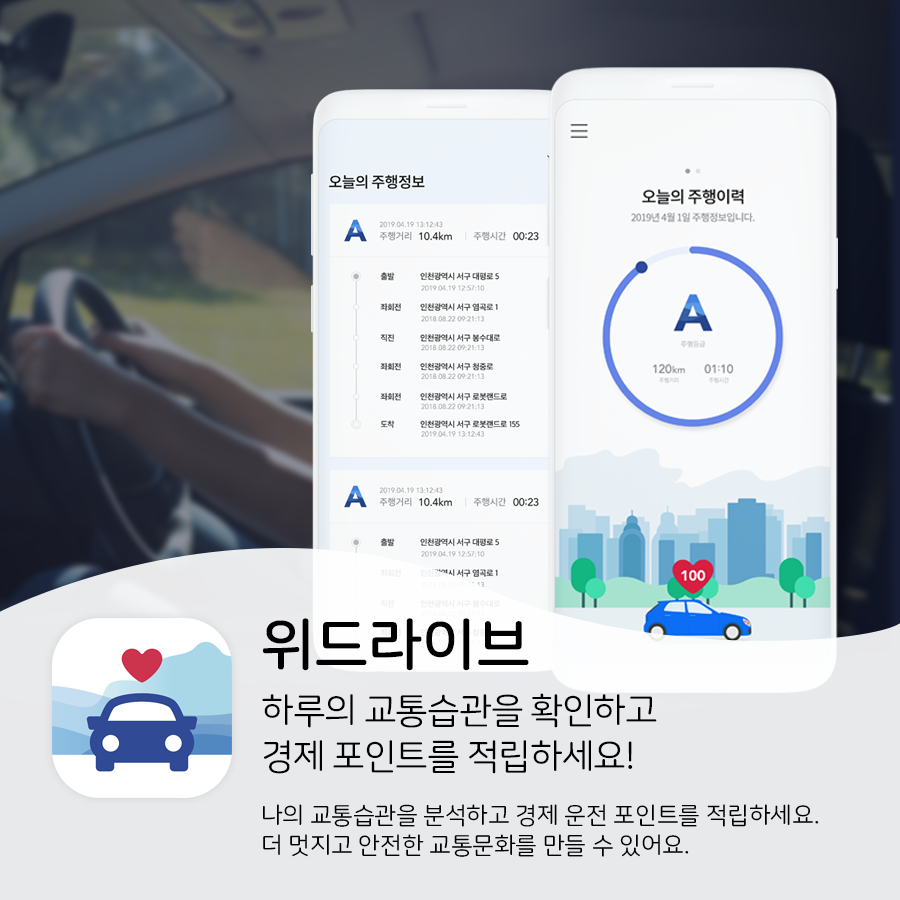 오늘의 주행정보
A
2019.04.19 13:12:43
주행거리 10.4km | 주행시간 00:23
출발 인천광역시 서구 대평로 5
2019.04.19 12:57:10
좌회전 인천광역시 서구 염곡로 1
2018.08.22 09:21:13
직진 인천광역시 서구 봉수대로
2018.08.22 09:21:13
좌회전 인천광역시 서구 청중로
2018.08.22 09:21:13
좌회전 인천광역시 서구 로봇랜드로
2018.08.22 09:21:13
도착 인천광역시 서구 로봇랜드로 155
2019.04.19 13:12:43
A
2019.04.19 13:12:43
주행거리 10.4km | 주행시간 00:23
출발 인천광역시 서구 대평로 5
2019.04.19 12:57:10
좌회전 인천광역시 서구 염곡로 1
직진 인천광역시 서구 봉수대로
오늘의 주행이력
2019년 4월 1일 주행정보입니다.
A
주행등급
120km 01:10
주행거리 주행시간
100
위드라이브
하루의 교통습관을 확인하고
경제 포인트를 적립하세요!
나의 교통습관을 분석하고 경제 운전 포인트를 적립하세요.
더 멋지고 안전한 교통문화를 만들 수 있어요.